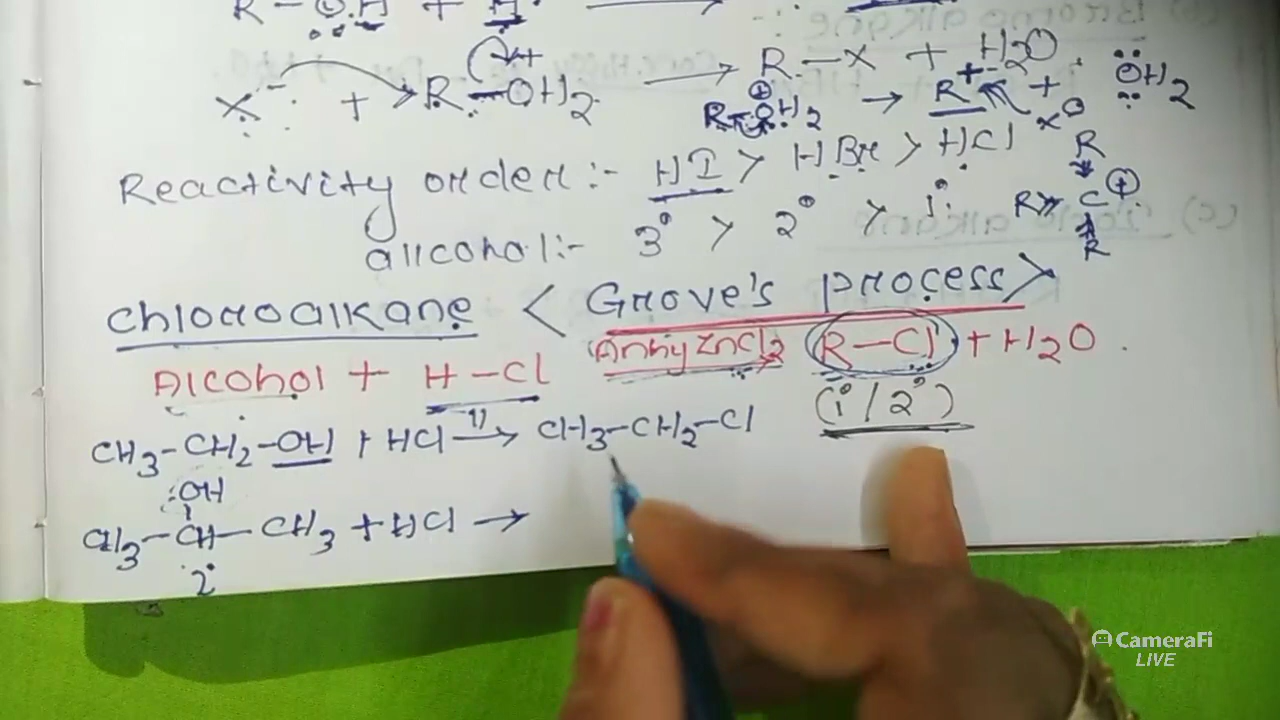 R-OH + H
X⁻ + R-OH2 ⟶ R-X + H2O
R-OH2 → R+ + OH2
X⊖
Reactivity order:- HI > HBr > HCl
allcohol:- 3° > 2° > 1°
R
R C ⊕
R
Chloroalkane < Grove's process >
Alcohol + H-Cl Anhy ZnCl2 R-Cl + H2O.
(1°/2°)
CH3-CH2-OH + HCl ⟶ CH3-CH2-Cl
:OH
CH3-CH-CH3 + HCl →
2°
CameraFi
LIVE